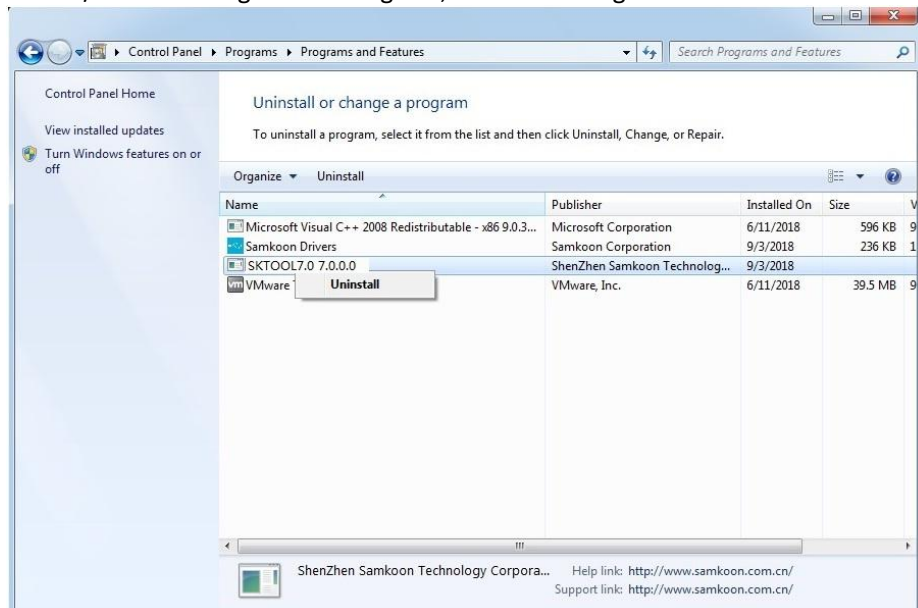 Control Panel ▸ Programs ▸ Programs and Features
Search Programs and Features
Control Panel Home
View installed updates
Turn Windows features on or
off
Uninstall or change a program
To uninstall a program, select it from the list and then click Uninstall, Change, or Repair.
Organize Uninstall
Name Publisher Installed On Size V
Microsoft Visual C++ 2008 Redistributable - x86 9.0.3... Microsoft Corporation 6/11/2018 596 KB 9
Samkoon Drivers Samkoon Corporation 9/3/2018 236 KB 1
SKTOOL7.0 7.0.0.0 ShenZhen Samkoon Technolog... 9/3/2018
VMware VMware, Inc. 6/11/2018 39.5 MB 9
Uninstall
ShenZhen Samkoon Technology Corpora... Help link: http://www.samkoon.com.cn/
Support link: http://www.samkoon.com.cn/